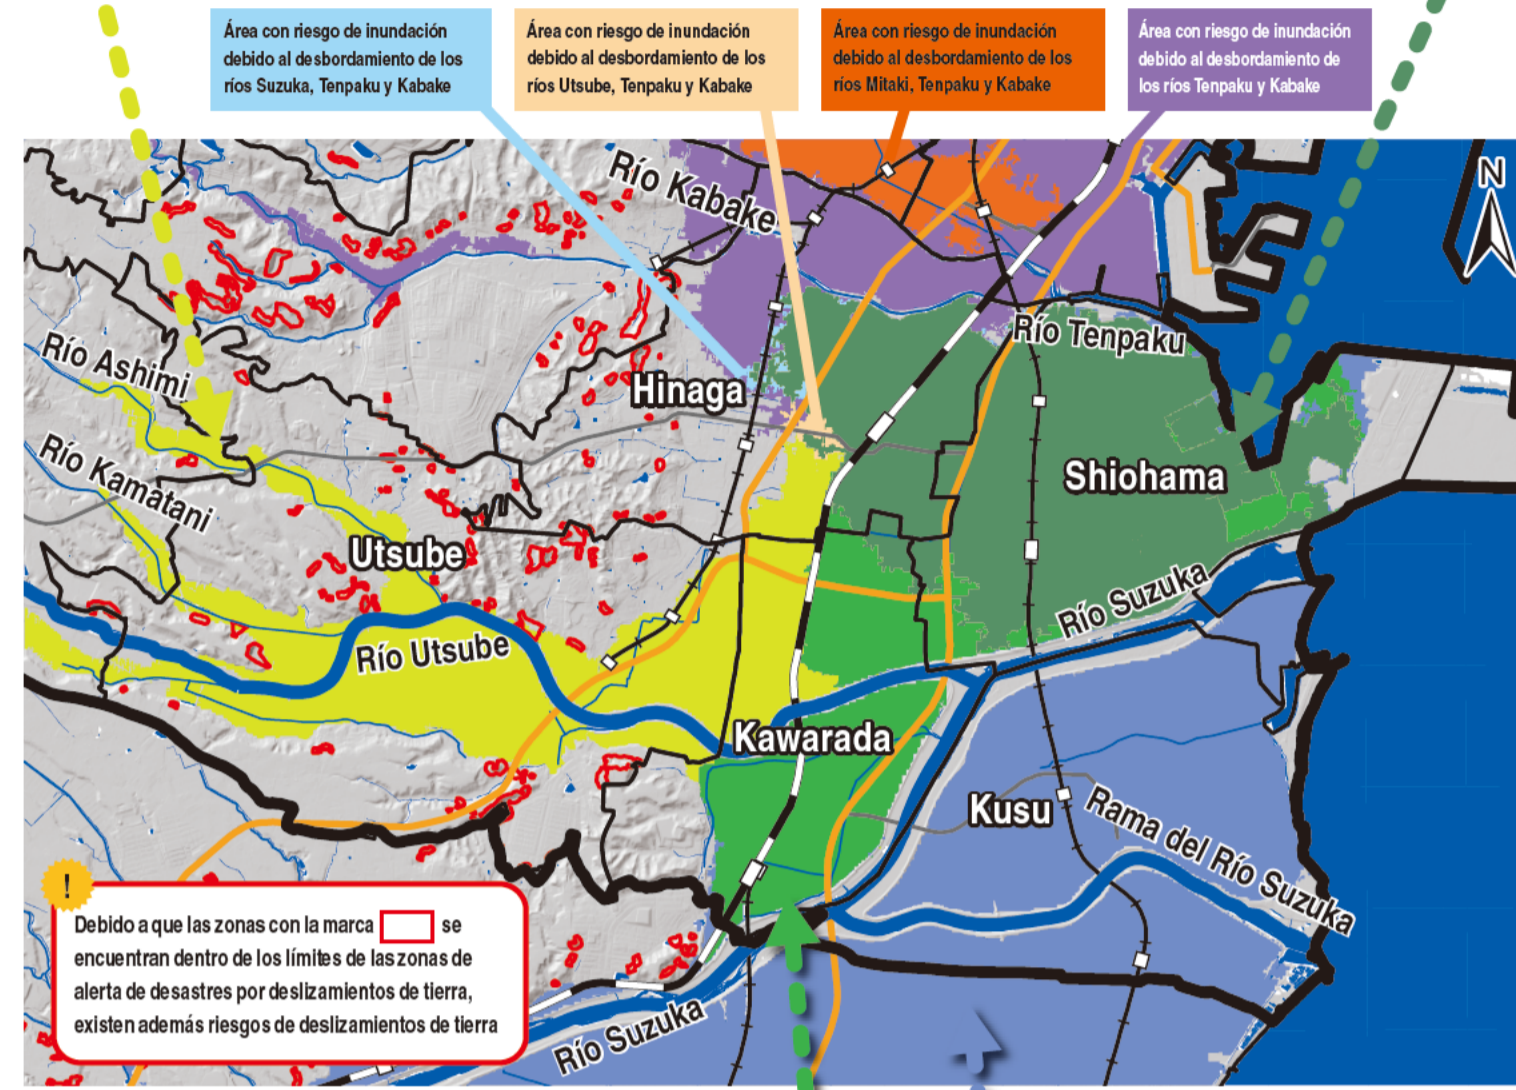 Área con riesgo de inundación
debido al desbordamiento de los
ríos Suzuka, Tenpaku y Kabake
Área con riesgo de inundación
debido al desbordamiento de los
ríos Utsube, Tenpaku y Kabake
Área con riesgo de inundación
debido al desbordamiento de los
ríos Mitaki, Tenpaku y Kabake
Área con riesgo de inundación
debido al desbordamiento de
los ríos Tenpaku y Kabake
N
Río Kabake
Río Tenpaku
Río Ashimi
Hinaga
Río Kamatani
Shiohama
Utsube
Río Suzuka
Río Utsube
Kawarada
Kusu
Rama del Río Suzuka
!
Debido a que las zonas con la marca se
encuentran dentro de los límites de las zonas de
alerta de desastres por deslizamientos de tierra,
existen además riesgos de deslizamientos de tierra
Río Suzuka